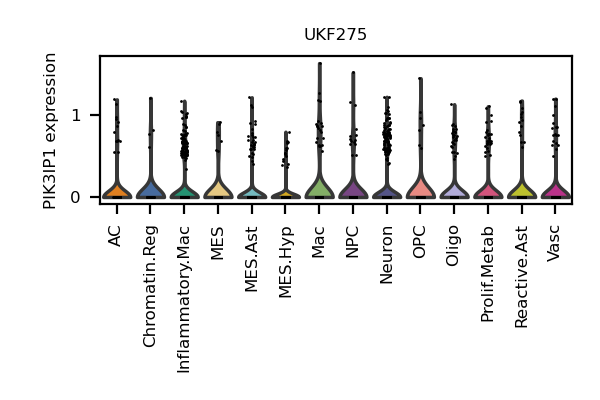 UKF275
PIK3IP1 expression
1
0
AC
Chromatin.Reg
Inflammatory.Mac
MES
MES.Ast
MES.Hyp
Mac
NPC
Neuron
OPC
Oligo
Prolif.Metab
Reactive.Ast
Vasc